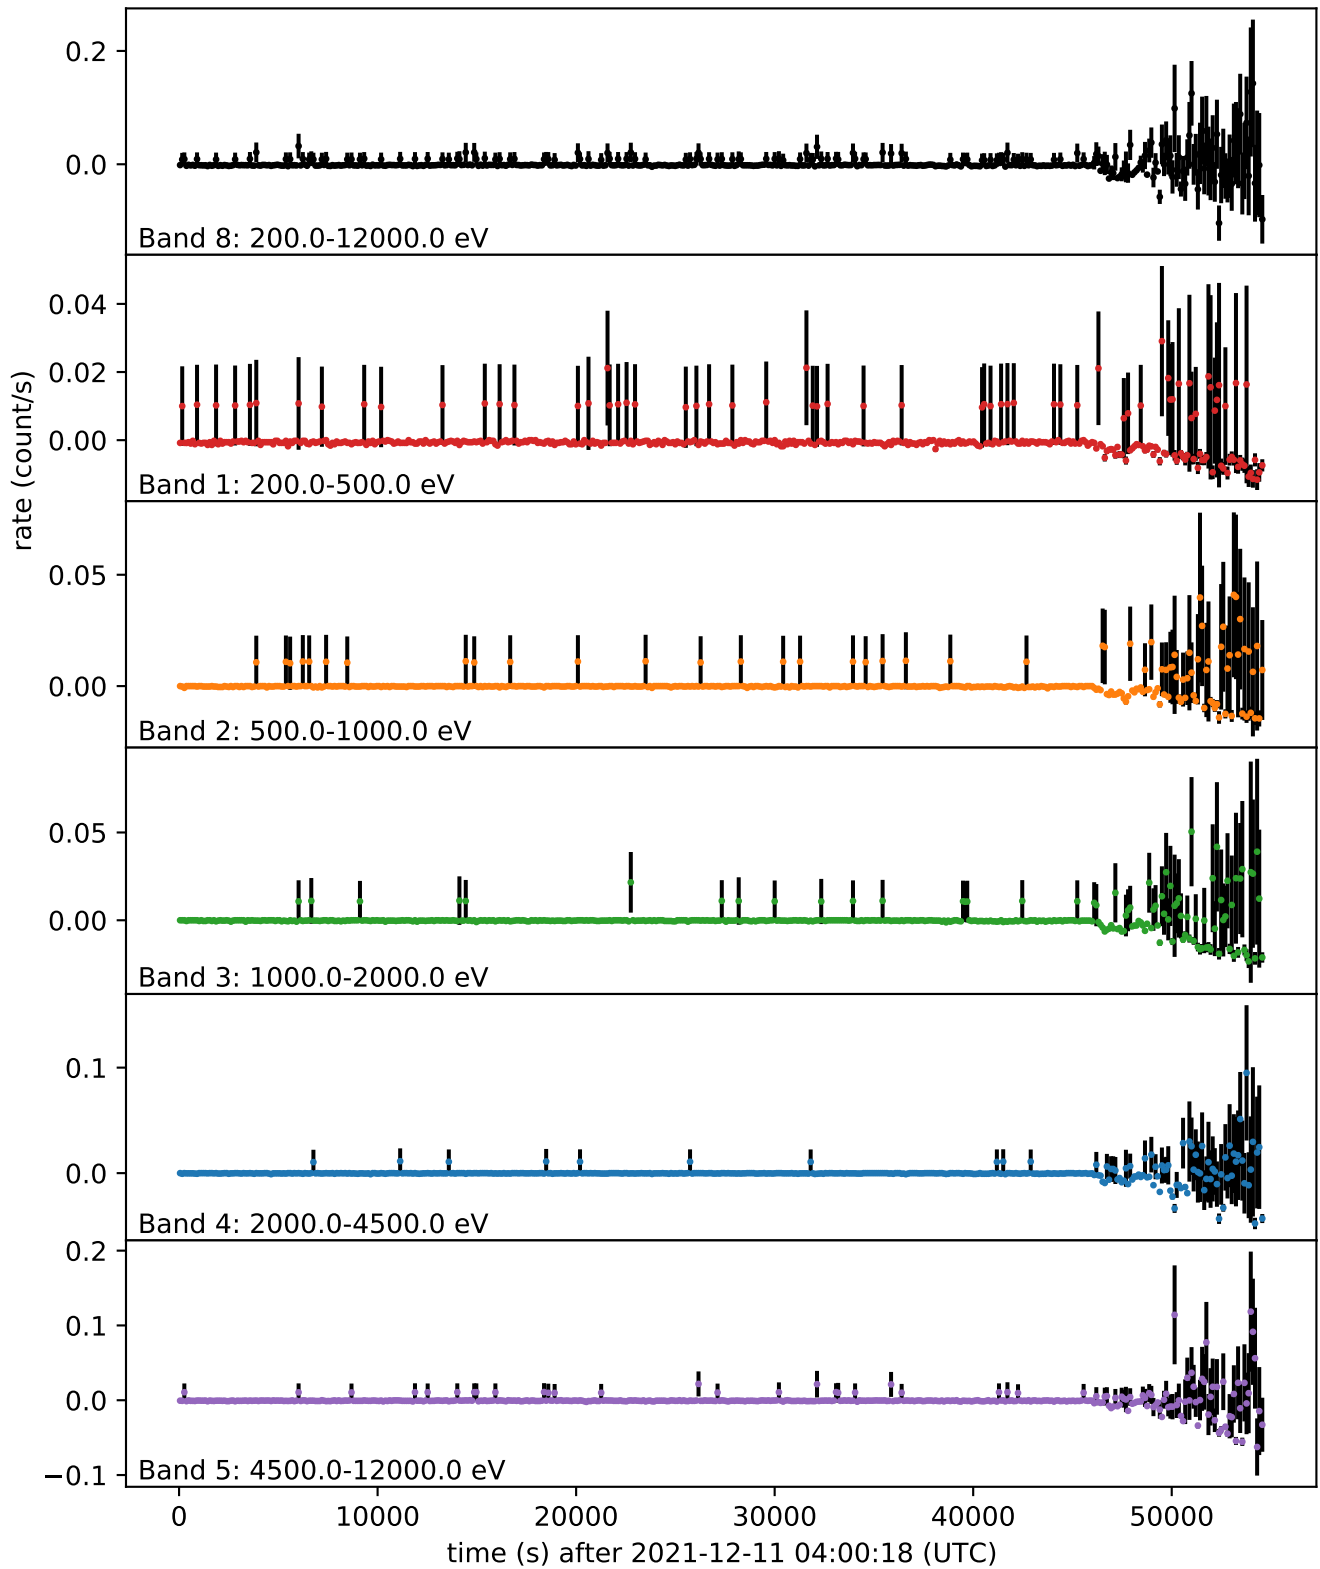 rate (count/s)
0.2
0.0
Band 8: 200.0-12000.0 eV
0.04
0.02
0.00
Band 1: 200.0-500.0 eV
0.05
0.00
Band 2: 500.0-1000.0 eV
0.05
0.00
Band 3: 1000.0-2000.0 eV
0.1
0.0
Band 4: 2000.0-4500.0 eV
0.2
0.1
0.0
−0.1
Band 5: 4500.0-12000.0 eV
0 10000 20000 30000 40000 50000
time (s) after 2021-12-11 04:00:18 (UTC)